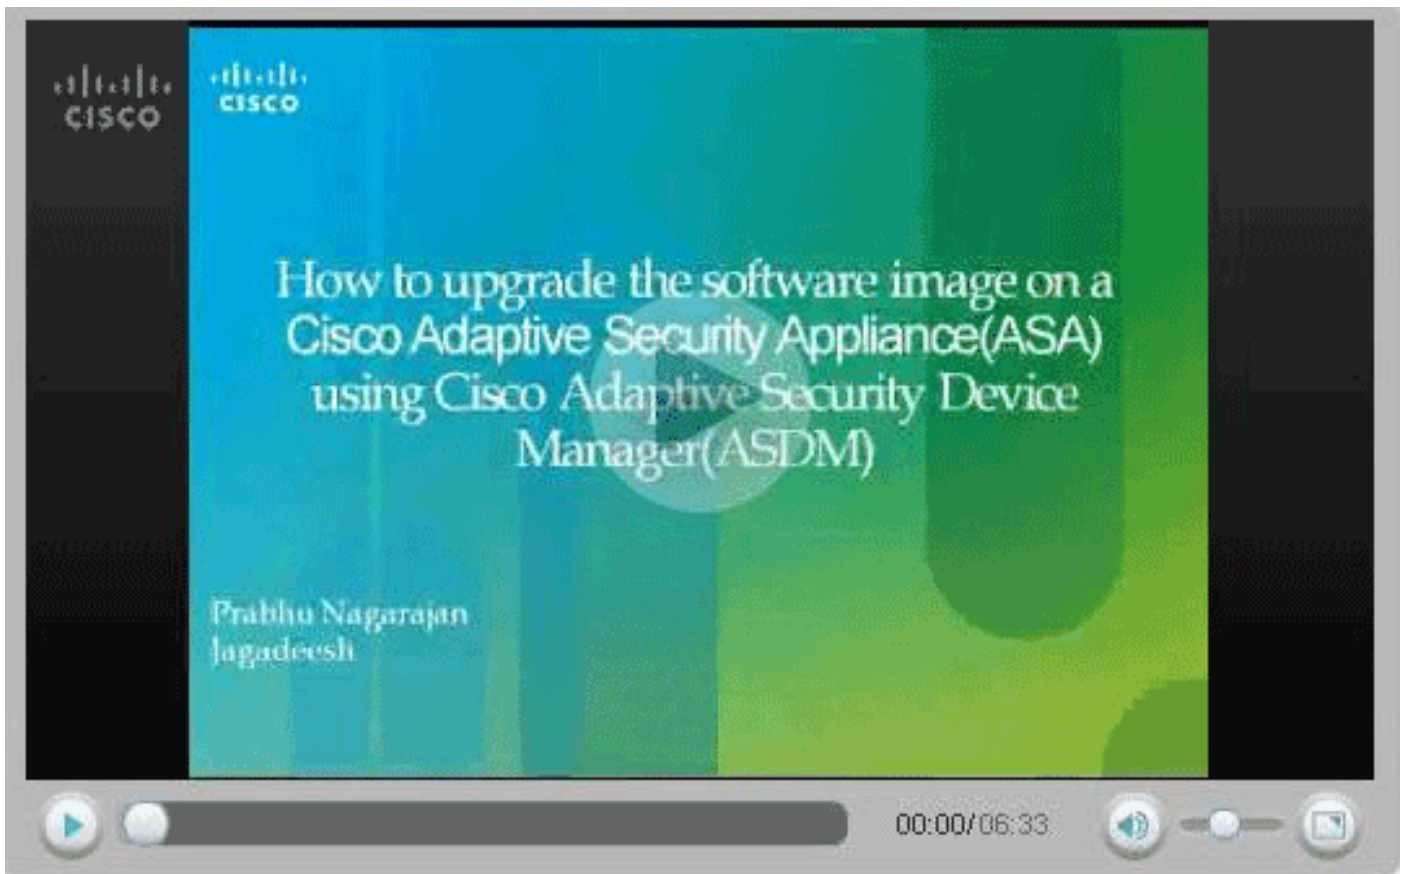 CISCO
CISCO
How to upgrade the software image on a
Cisco Adaptive Security Appliance(ASA)
using Cisco Adaptive Security Device
Manager(ASDM)
Prabhu Nagarajan
Jagadeesh
00:00/06:33